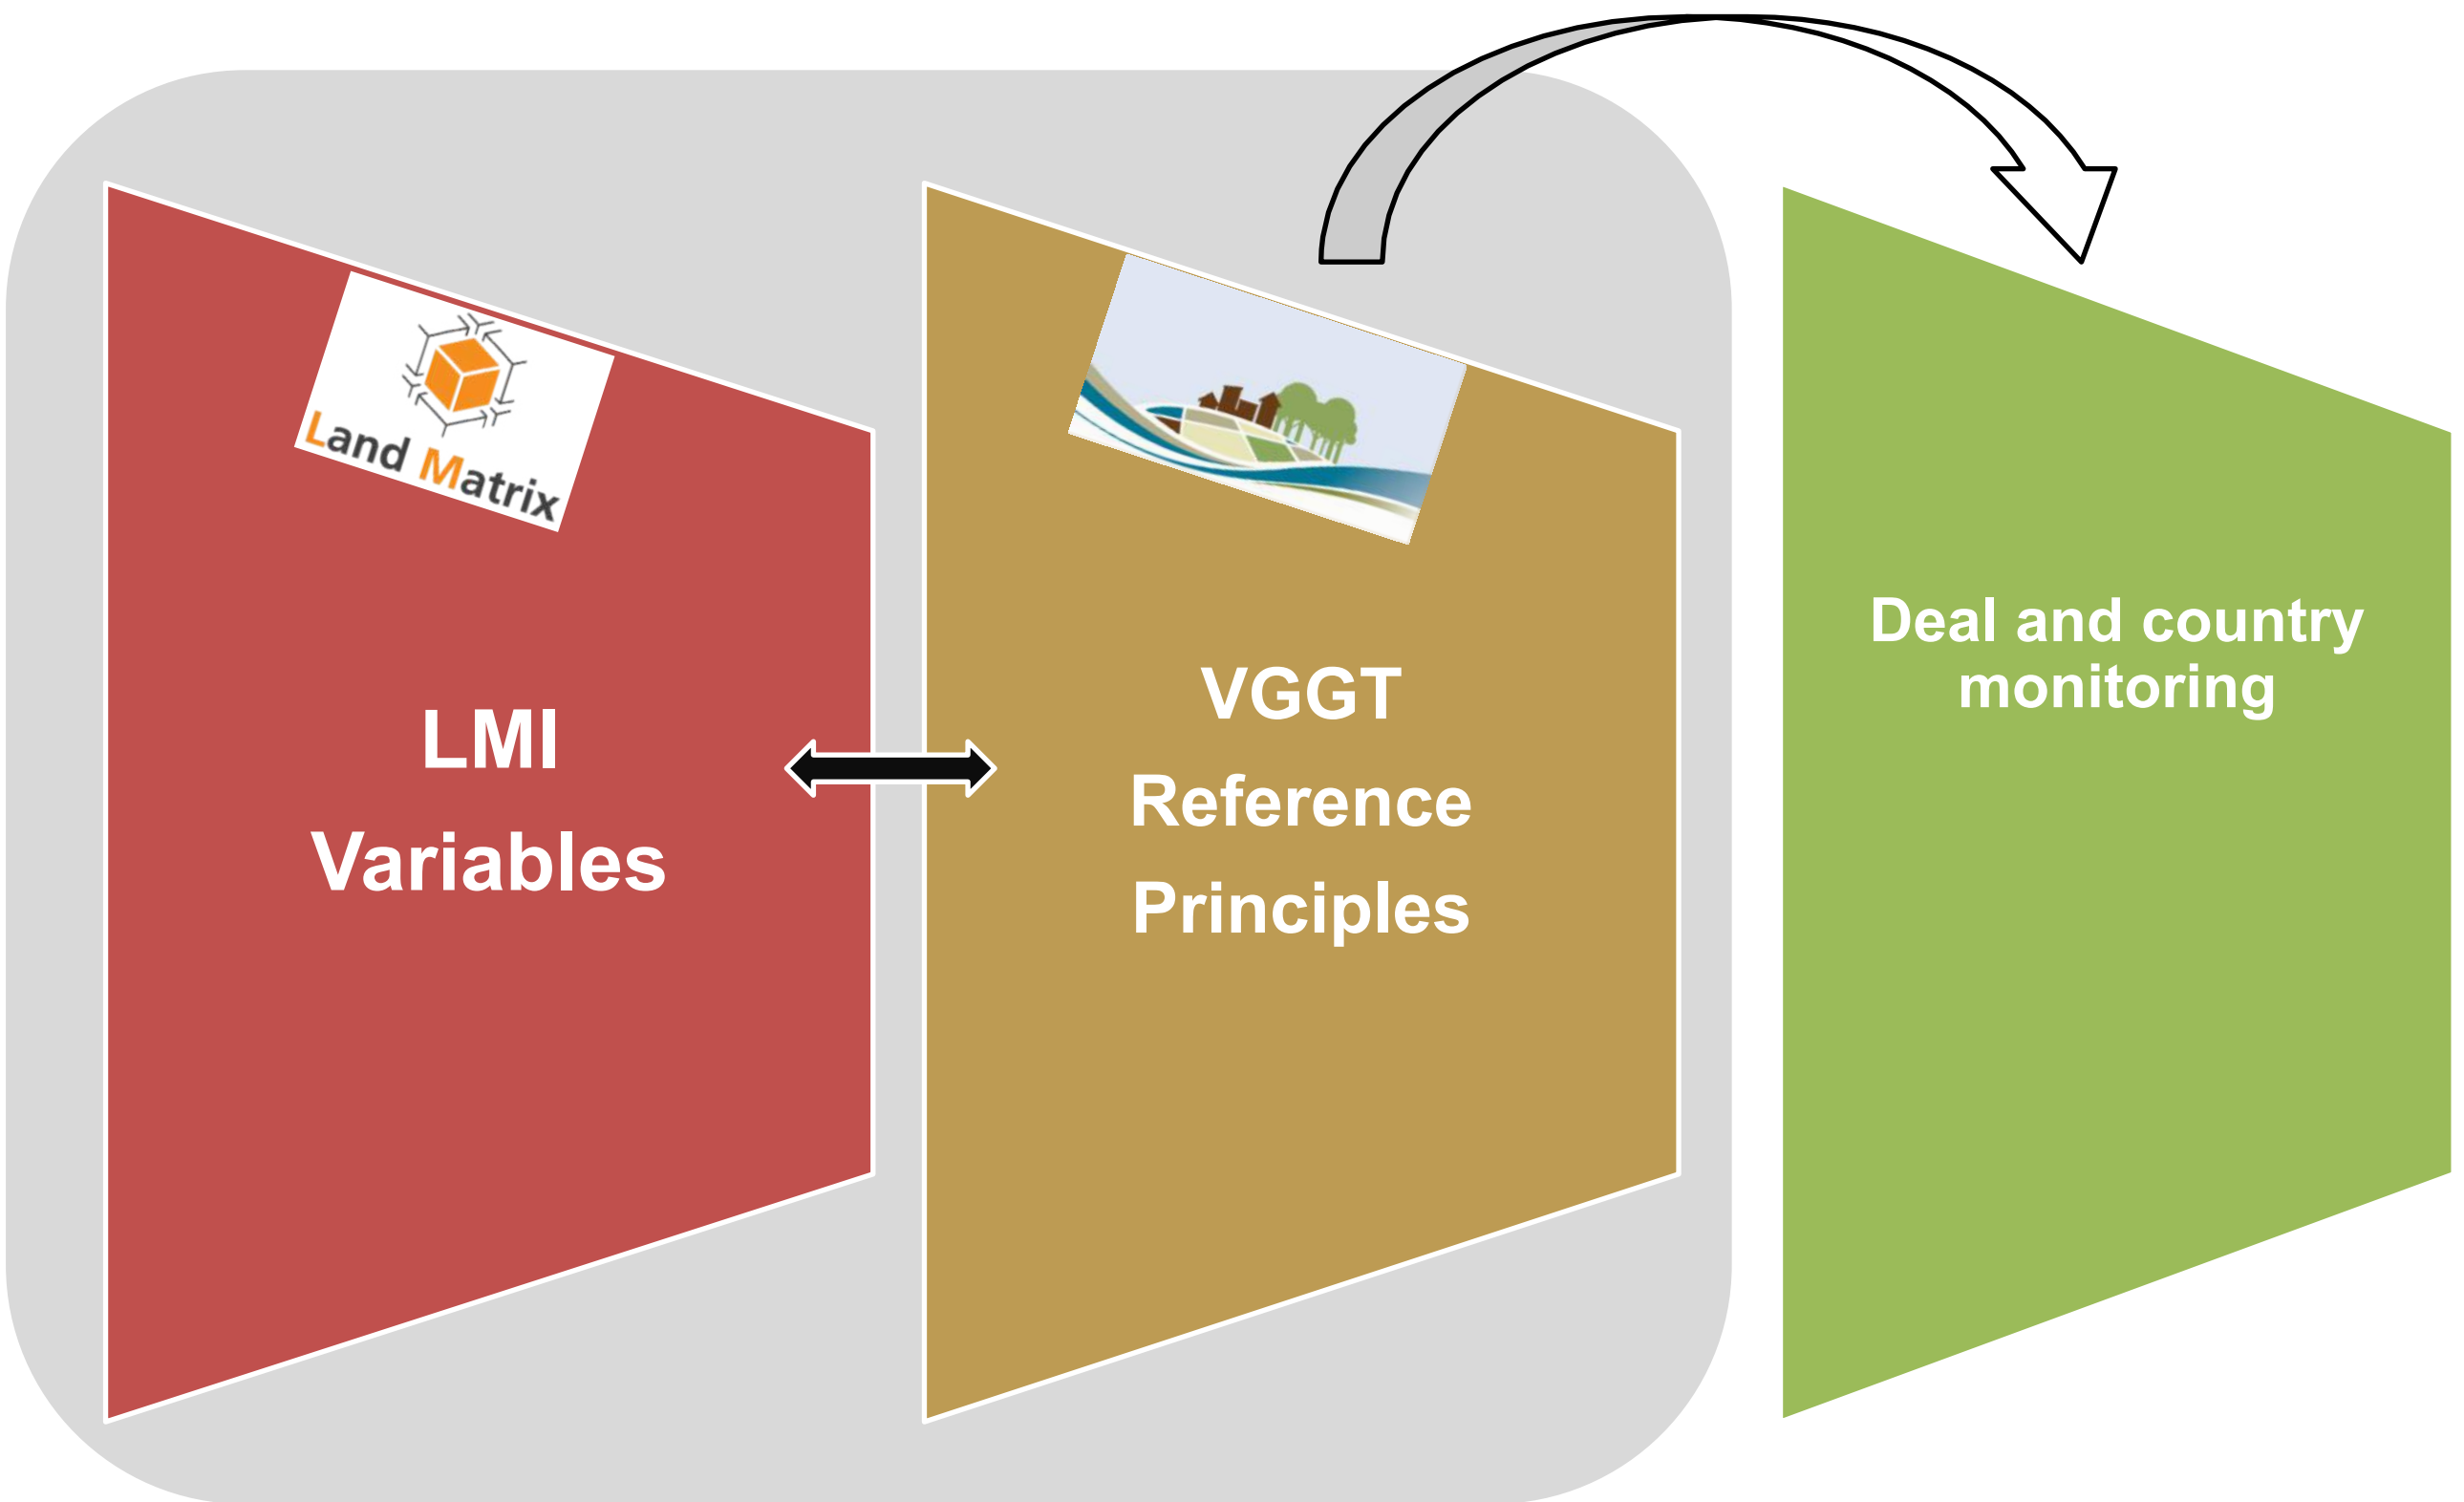 Land Matrix
LMI
Variables
VGGT
Reference
Principles
Deal and country
monitoring